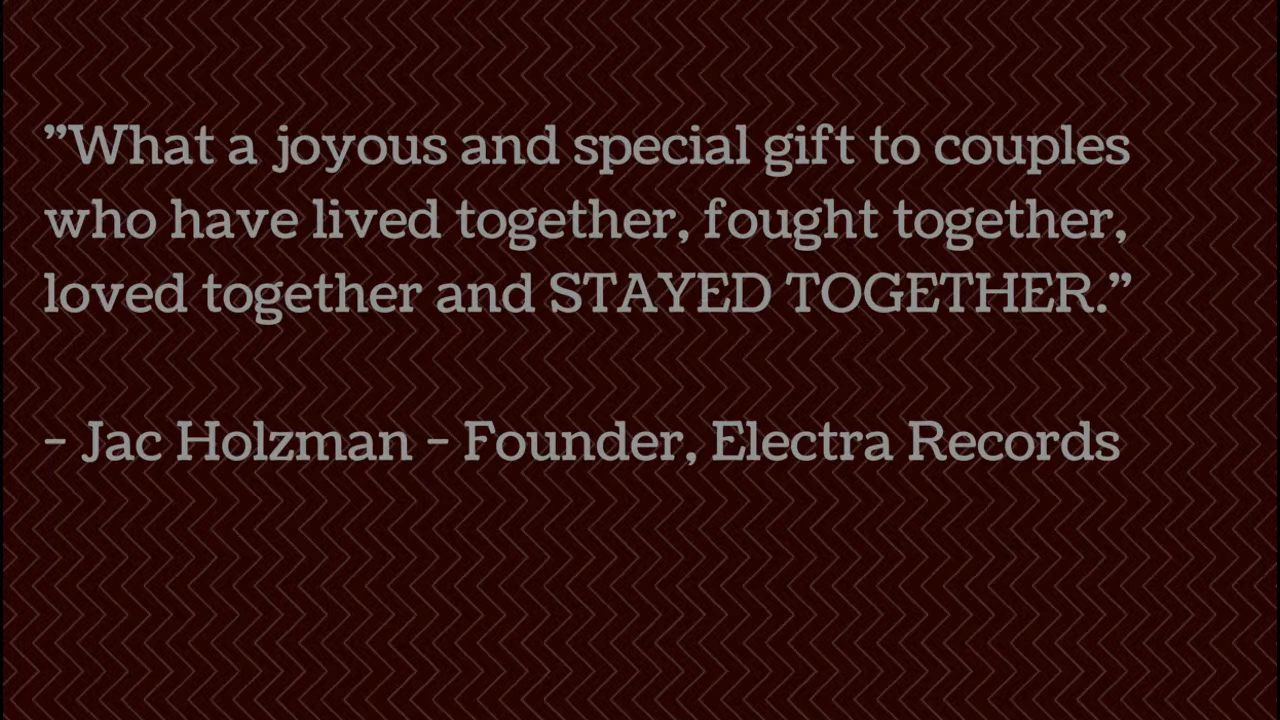 ”What a joyous and special gift to couples
who have lived together, fought together,
loved together and STAYED TOGETHER.”
– Jac Holzman – Founder, Electra Records